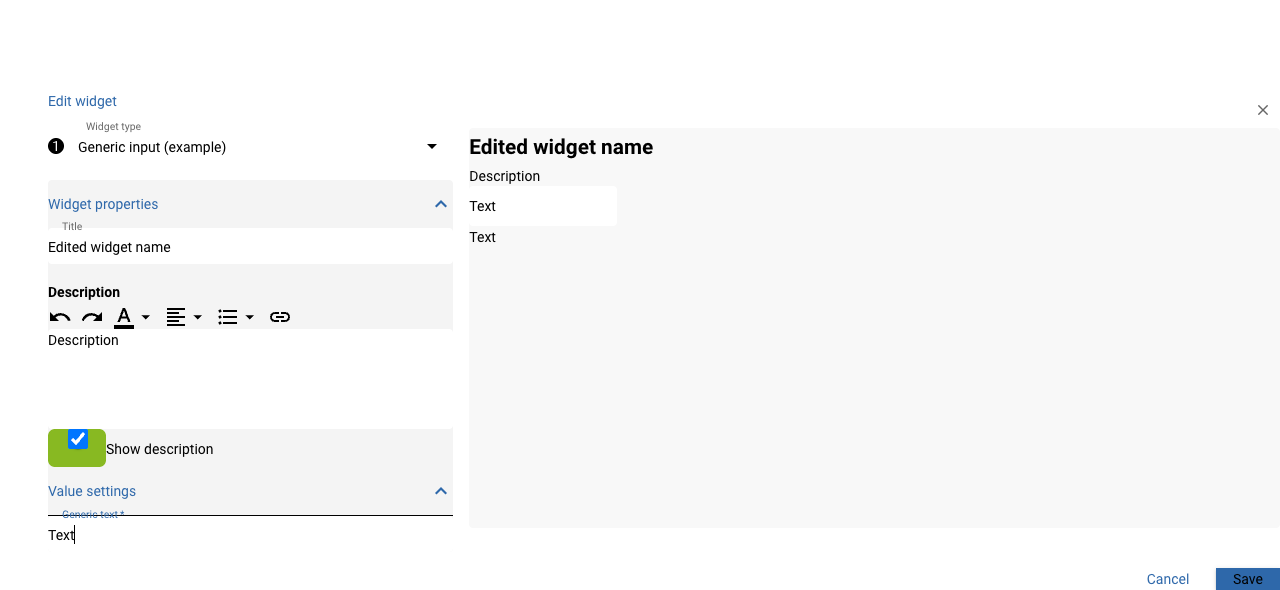 Edit widget
Widget type
1 Generic input (example)
Widget properties
Title
Edited widget name
Description
A
Description
Show description
Value settings
Generic text *
Text
Edited widget name
Description
Text
Text
Cancel
Save